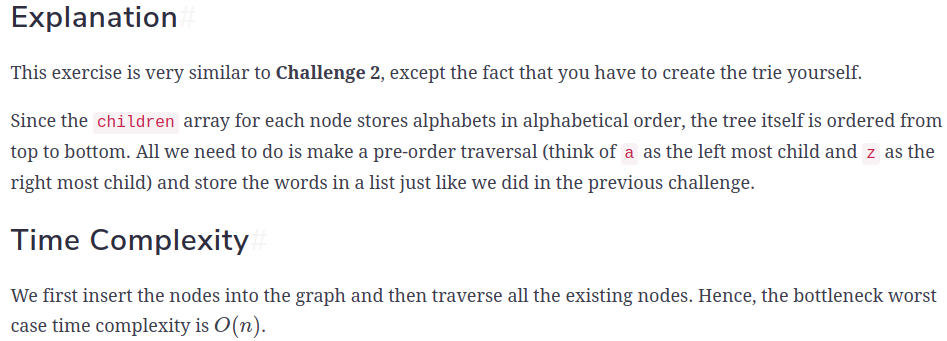 Explanation#
This exercise is very similar to Challenge 2, except the fact that you have to create the trie yourself.
Since the children array for each node stores alphabets in alphabetical order, the tree itself is ordered from
top to bottom. All we need to do is make a pre-order traversal (think of a as the left most child and z as the
right most child) and store the words in a list just like we did in the previous challenge.
Time Complexity#
We first insert the nodes into the graph and then traverse all the existing nodes. Hence, the bottleneck worst
case time complexity is O(n).